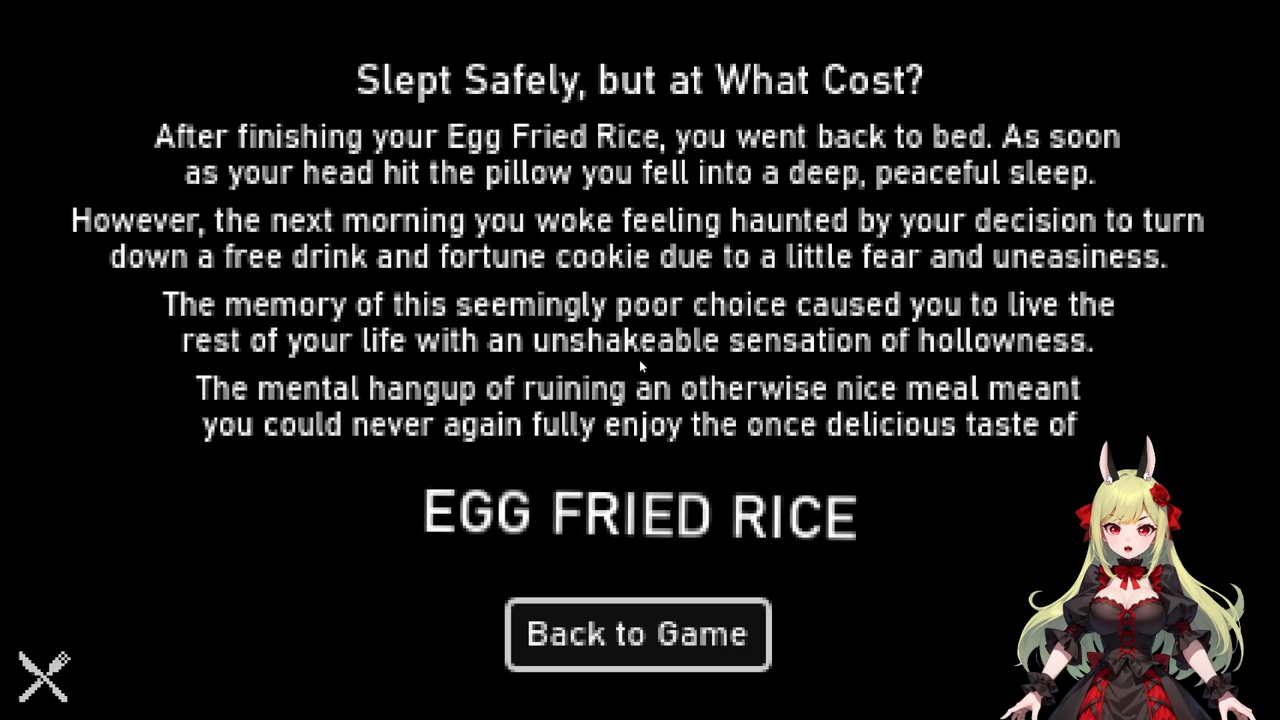 Slept Safely, but at What Cost?
After finishing your Egg Fried Rice, you went back to bed. As soon
as your head hit the pillow you fell into a deep, peaceful sleep.
However, the next morning you woke feeling haunted by your decision to turn
down a free drink and fortune cookie due to a little fear and uneasiness.
The memory of this seemingly poor choice caused you to live the
rest of your life with an unshakeable sensation of hollowness.
The mental hangup of ruining an otherwise nice meal meant
you could never again fully enjoy the once delicious taste of
EGG FRIED RICE
Back to Game